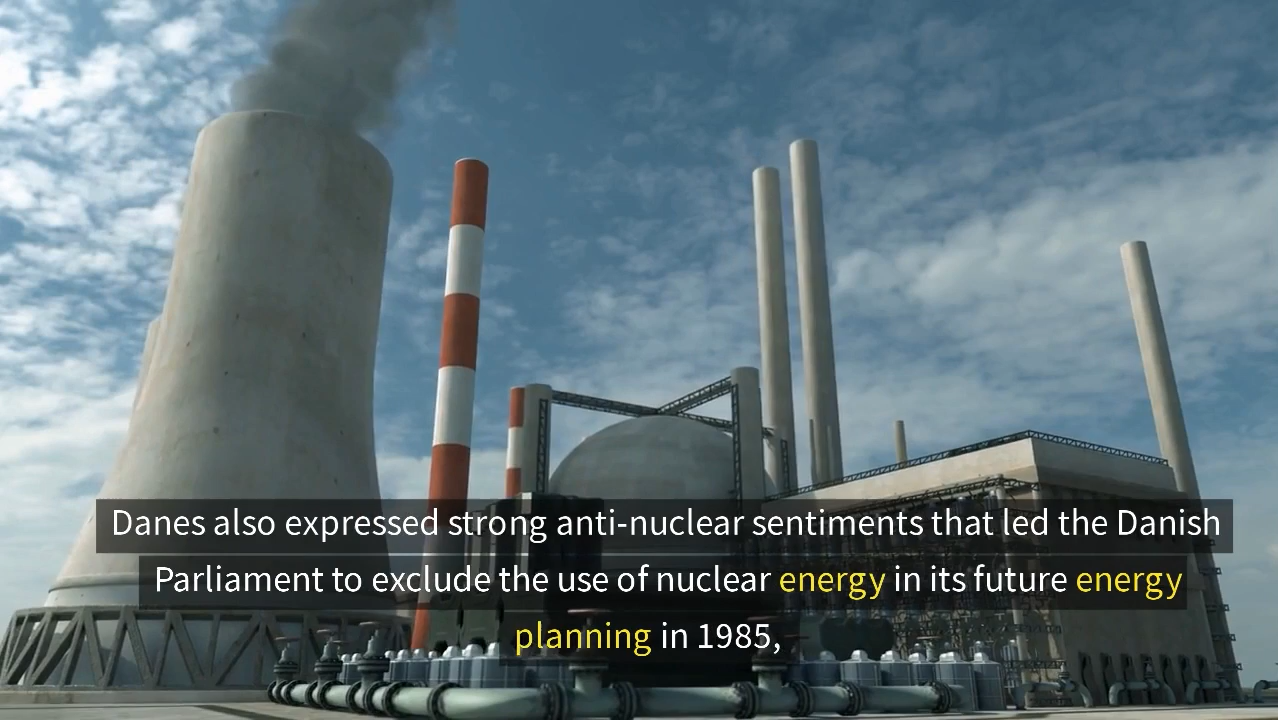 Danes also expressed strong anti-nuclear sentiments that led the Danish
Parliament to exclude the use of nuclear energy in its future energy
planning in 1985,